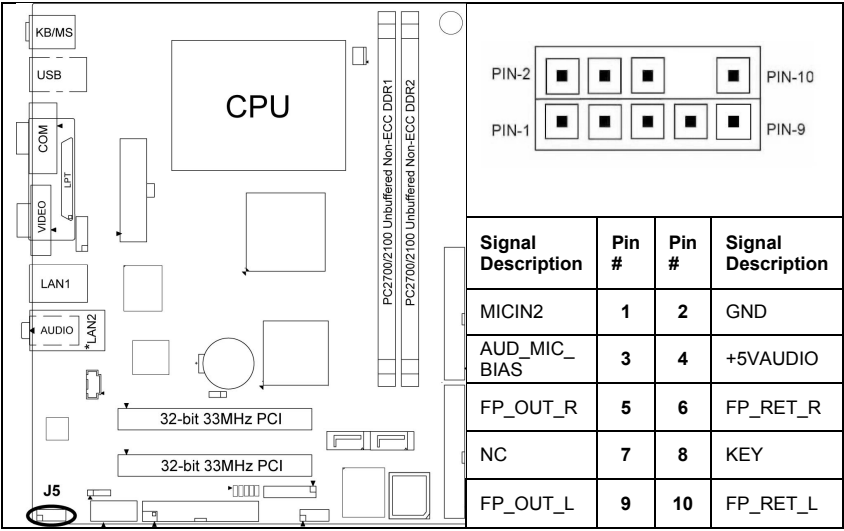 KB/MS
USB
CPU
COM
LPT
VIDEO
LAN1
AUDIO
*LAN2
PC2700/2100 Unbuffered Non-ECC DDR1
PC2700/2100 Unbuffered Non-ECC DDR2
32-bit 33MHz PCI
32-bit 33MHz PCI
J5
PIN-2
PIN-10
PIN-1
PIN-9
Signal Description Pin # Pin # Signal Description
MICIN2 1 2 GND
AUD_MIC_BIAS 3 4 +5VAUDIO
FP_OUT_R 5 6 FP_RET_R
NC 7 8 KEY
FP_OUT_L 9 10 FP_RET_L